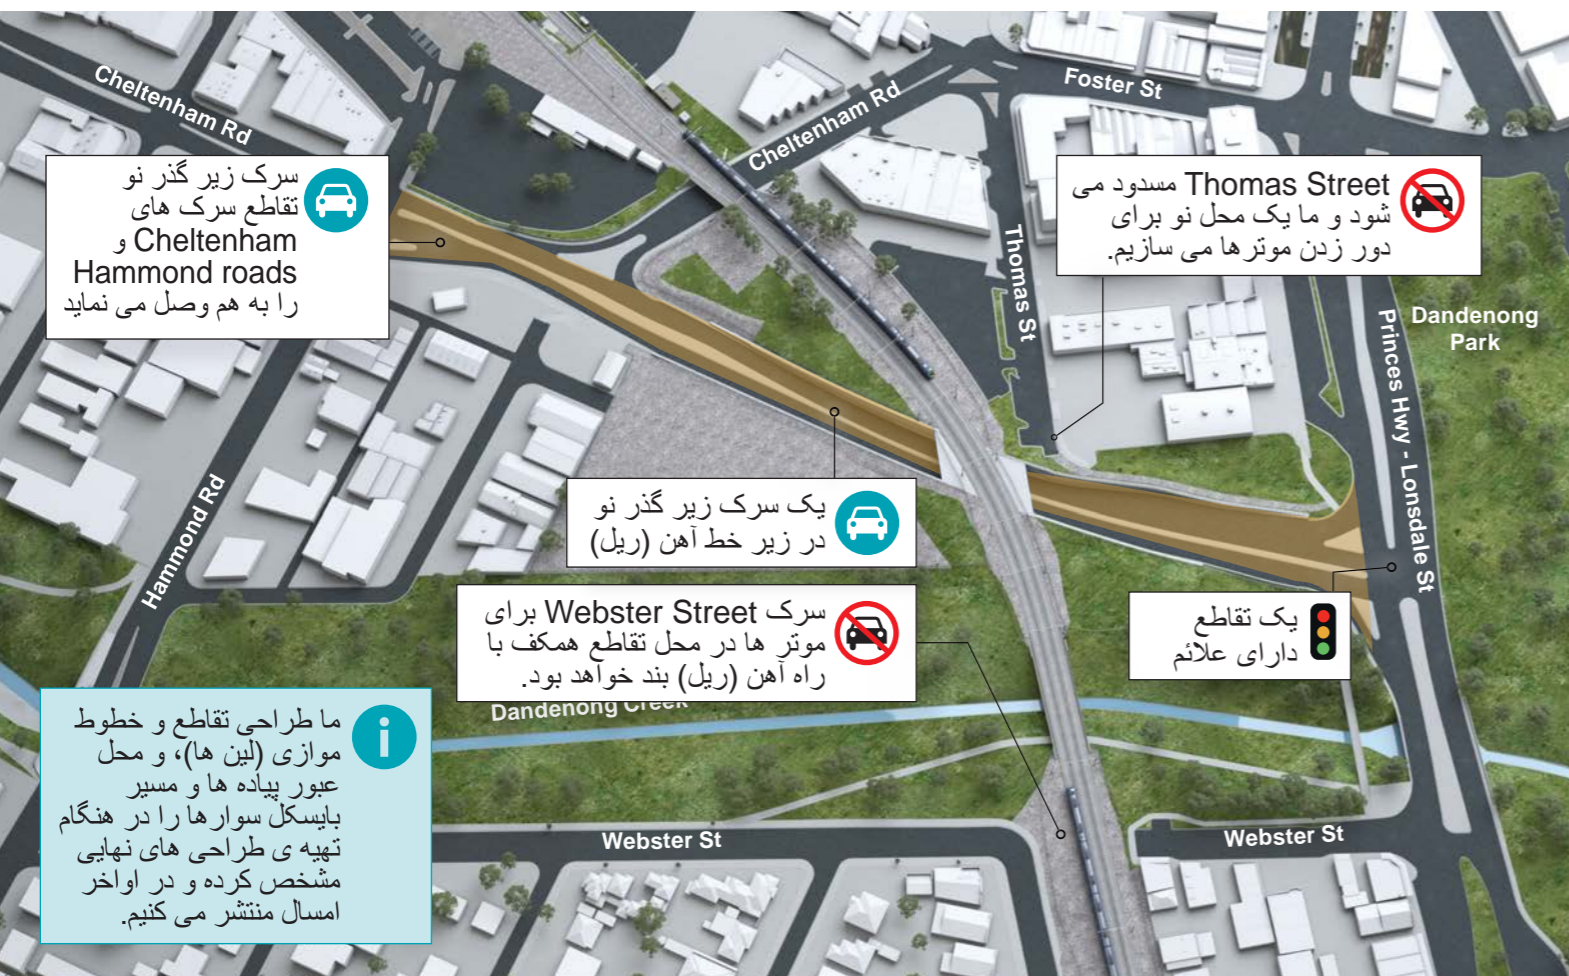 Foster St
Cheltenham Rd
Cheltenham Rd
سرک زیر گذر نو
تقاطع سرک های
Cheltenham و
Hammond roads
را به هم وصل می نماید
Thomas Street مسدود می
شود و ما یک محل نو برای
دور زدن موترها می سازیم.
Thomas St
Dandenong
Park
Princes Hwy - Lonsdale St
Hammond Rd
یک سرک زیر گذر نو
در زیر خط آهن (ریل)
سرک Webster Street برای
موتر ها در محل تقاطع همکف با
راه آهن (ریل) بند خواهد بود.
یک تقاطع
دارای علائم
Dandenong Creek
i
ما طراحی تقاطع و خطوط
موازی (لین ها)، و محل
عبور پیاده ها و مسیر
بایسکل سوارها را در هنگام
تهیه ی طراحی های نهایی
مشخص کرده و در اواخر
امسال منتشر می کنیم.
Webster St
Webster St